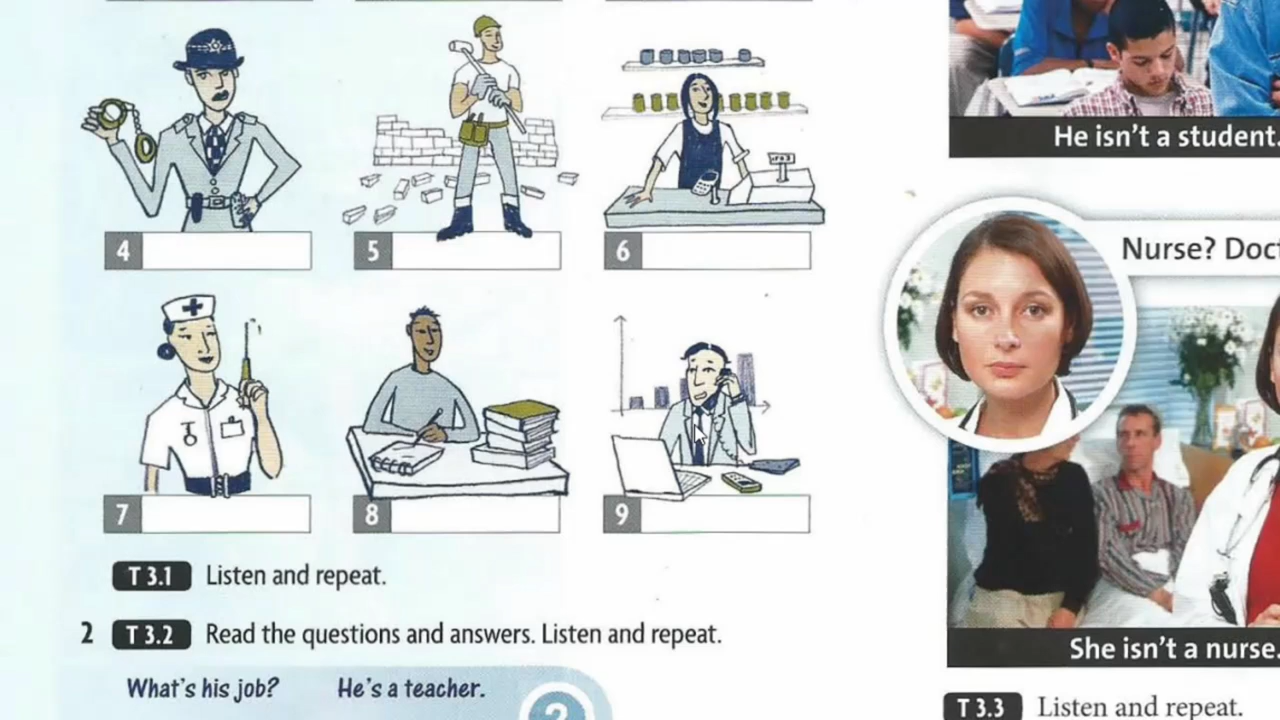 He isn't a student.
4
5
6
Nurse?
7
8
9
T 3.1 Listen and repeat.
2 T 3.2 Read the questions and answers. Listen and repeat.
What's his job? He's a teacher.
?
She isn't a nurse.
T 3.3 Listen and repeat.